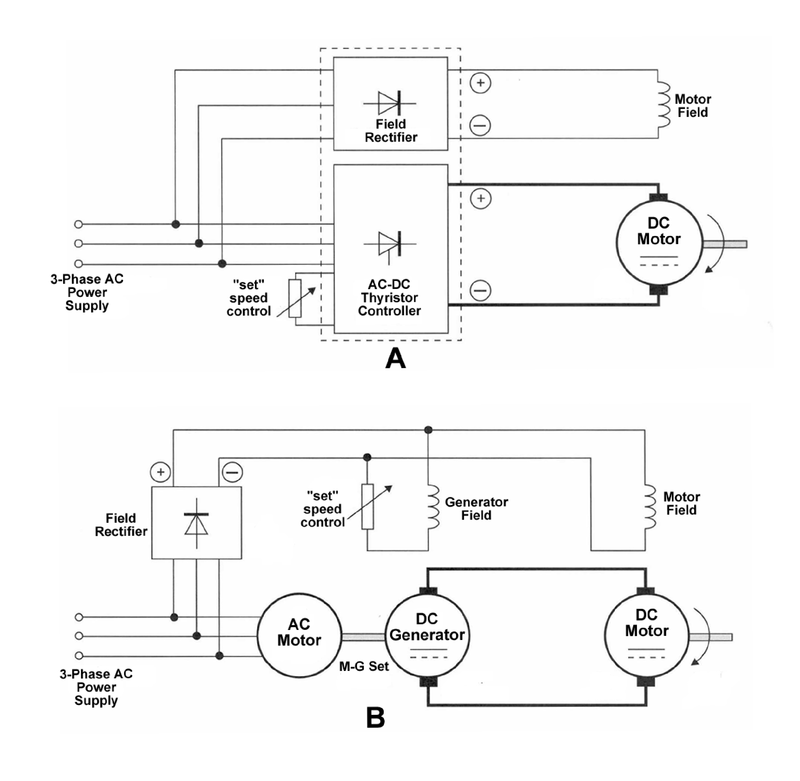 +
−
Motor
Field
Field
Rectifier
+
−
DC
Motor
3-Phase AC
Power
Supply
"set"
speed
control
AC-DC
Thyristor
Controller
A
+
−
Field
Rectifier
"set"
speed
control
Generator
Field
Motor
Field
AC
Motor
DC
Generator
DC
Motor
M-G Set
3-Phase AC
Power
Supply
B